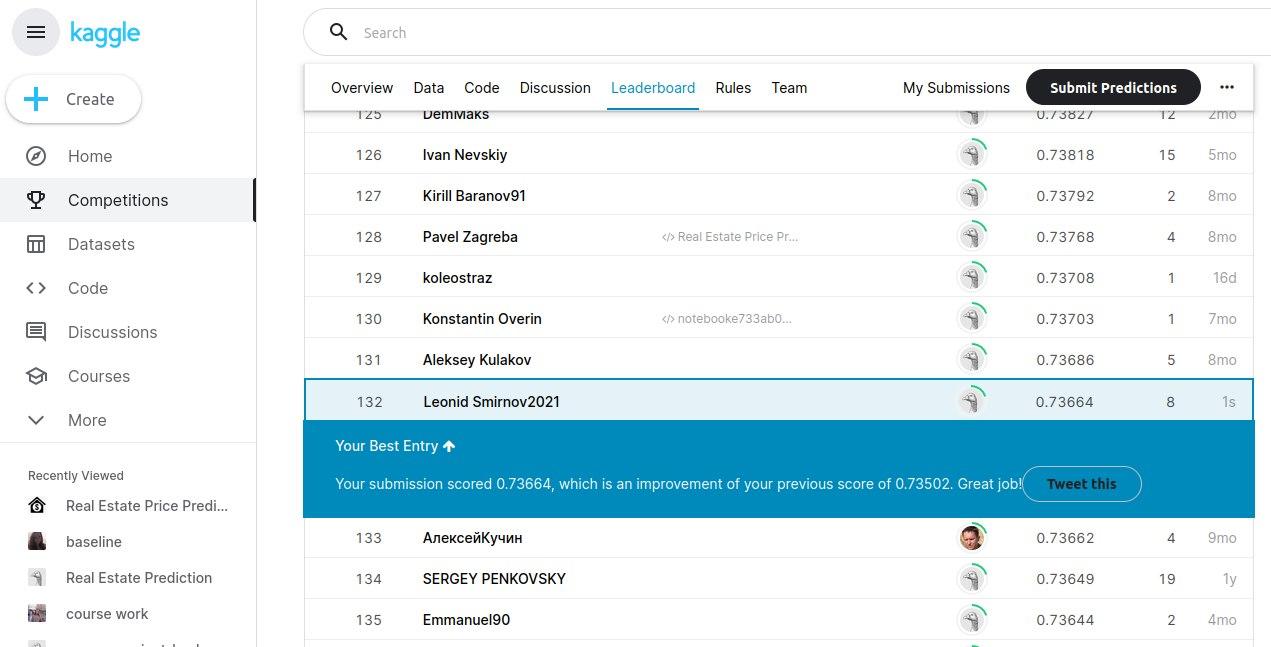 kaggle
Search
Create
Home
Competitions
Datasets
Code
Discussions
Courses
More
Recently Viewed
Real Estate Price Predi...
baseline
Real Estate Prediction
course work
Overview Data Code Discussion Leaderboard Rules Team My Submissions Submit Predictions
125 DemMaks 0.73827 12 2mo
126 Ivan Nevskiy 0.73818 15 5mo
127 Kirill Baranov91 0.73792 2 8mo
128 Pavel Zagreba </> Real Estate Price Pr... 0.73768 4 8mo
129 koleostraz 0.73708 1 16d
130 Konstantin Overin </> notebooke733ab0... 0.73703 1 7mo
131 Aleksey Kulakov 0.73686 5 8mo
132 Leonid Smirnov2021 0.73664 8 1s
Your Best Entry
Your submission scored 0.73664, which is an improvement of your previous score of 0.73502. Great job! Tweet this
133 АлексейКучин 0.73662 4 9mo
134 SERGEY PENKOVSKY 0.73649 19 1y
135 Emmanuel90 0.73644 2 4mo